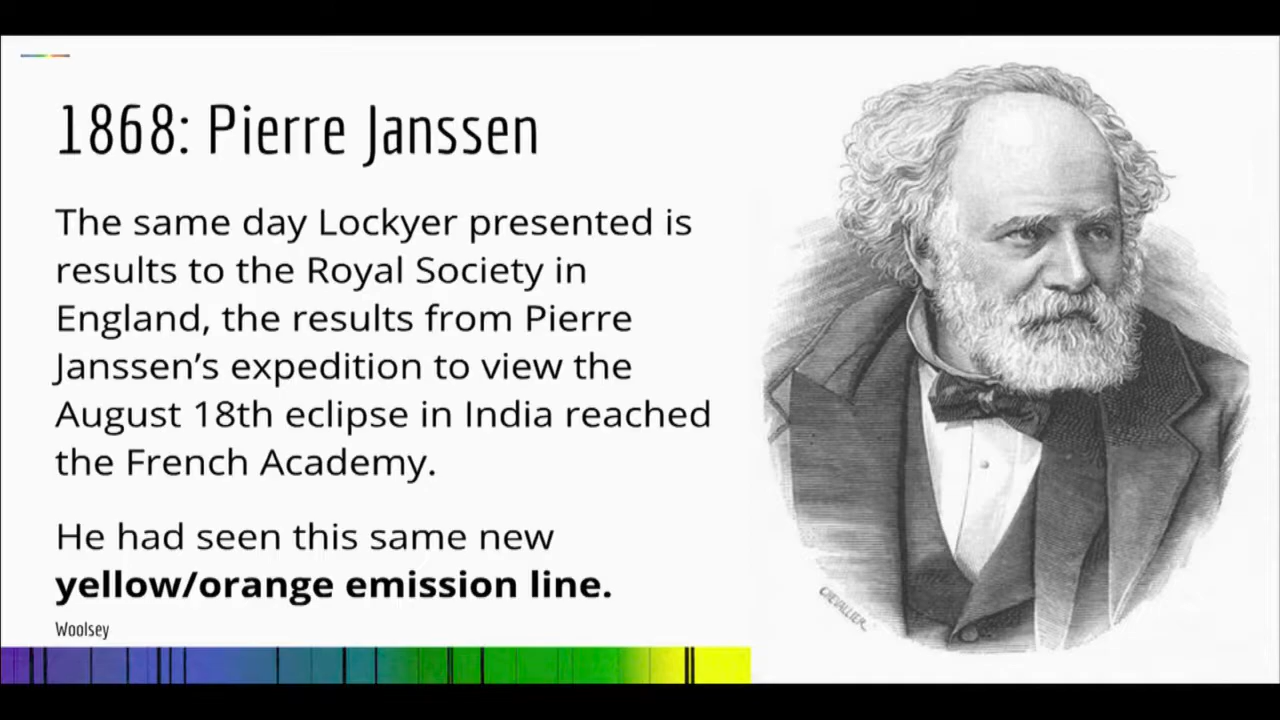 1868: Pierre Janssen
The same day Lockyer presented is
results to the Royal Society in
England, the results from Pierre
Janssen’s expedition to view the
August 18th eclipse in India reached
the French Academy.
He had seen this same new
yellow/orange emission line.
Woolsey
CHEVALLIER